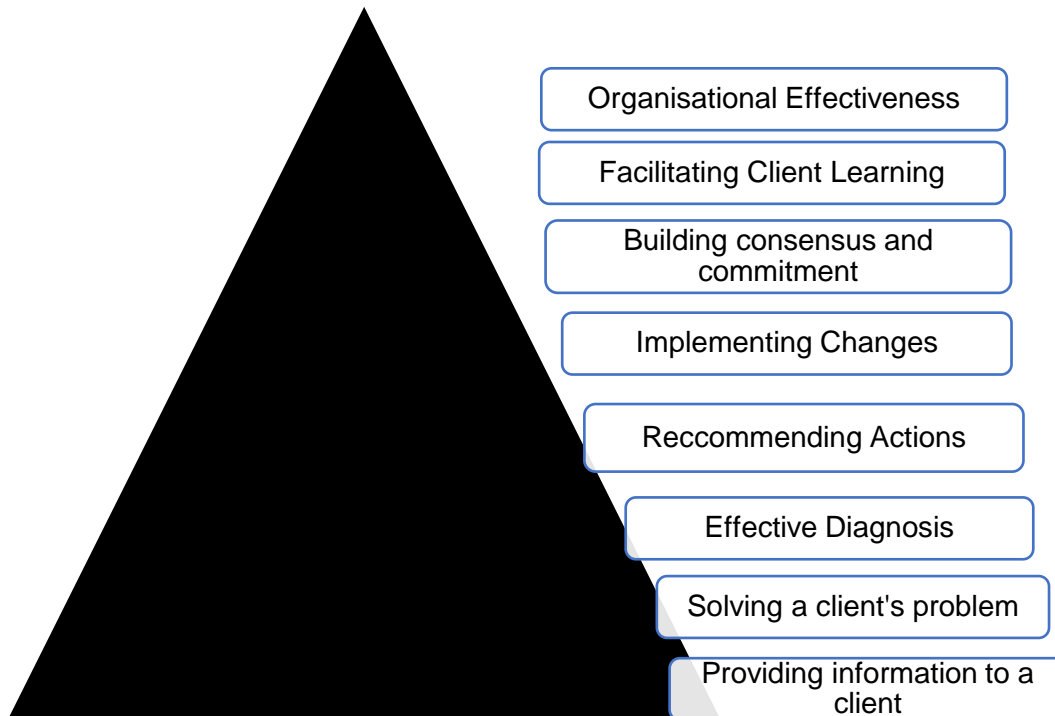 Organisational Effectiveness
Facilitating Client Learning
Building consensus and
commitment
Implementing Changes
Reccommending Actions
Effective Diagnosis
Solving a client's problem
Providing information to a
client